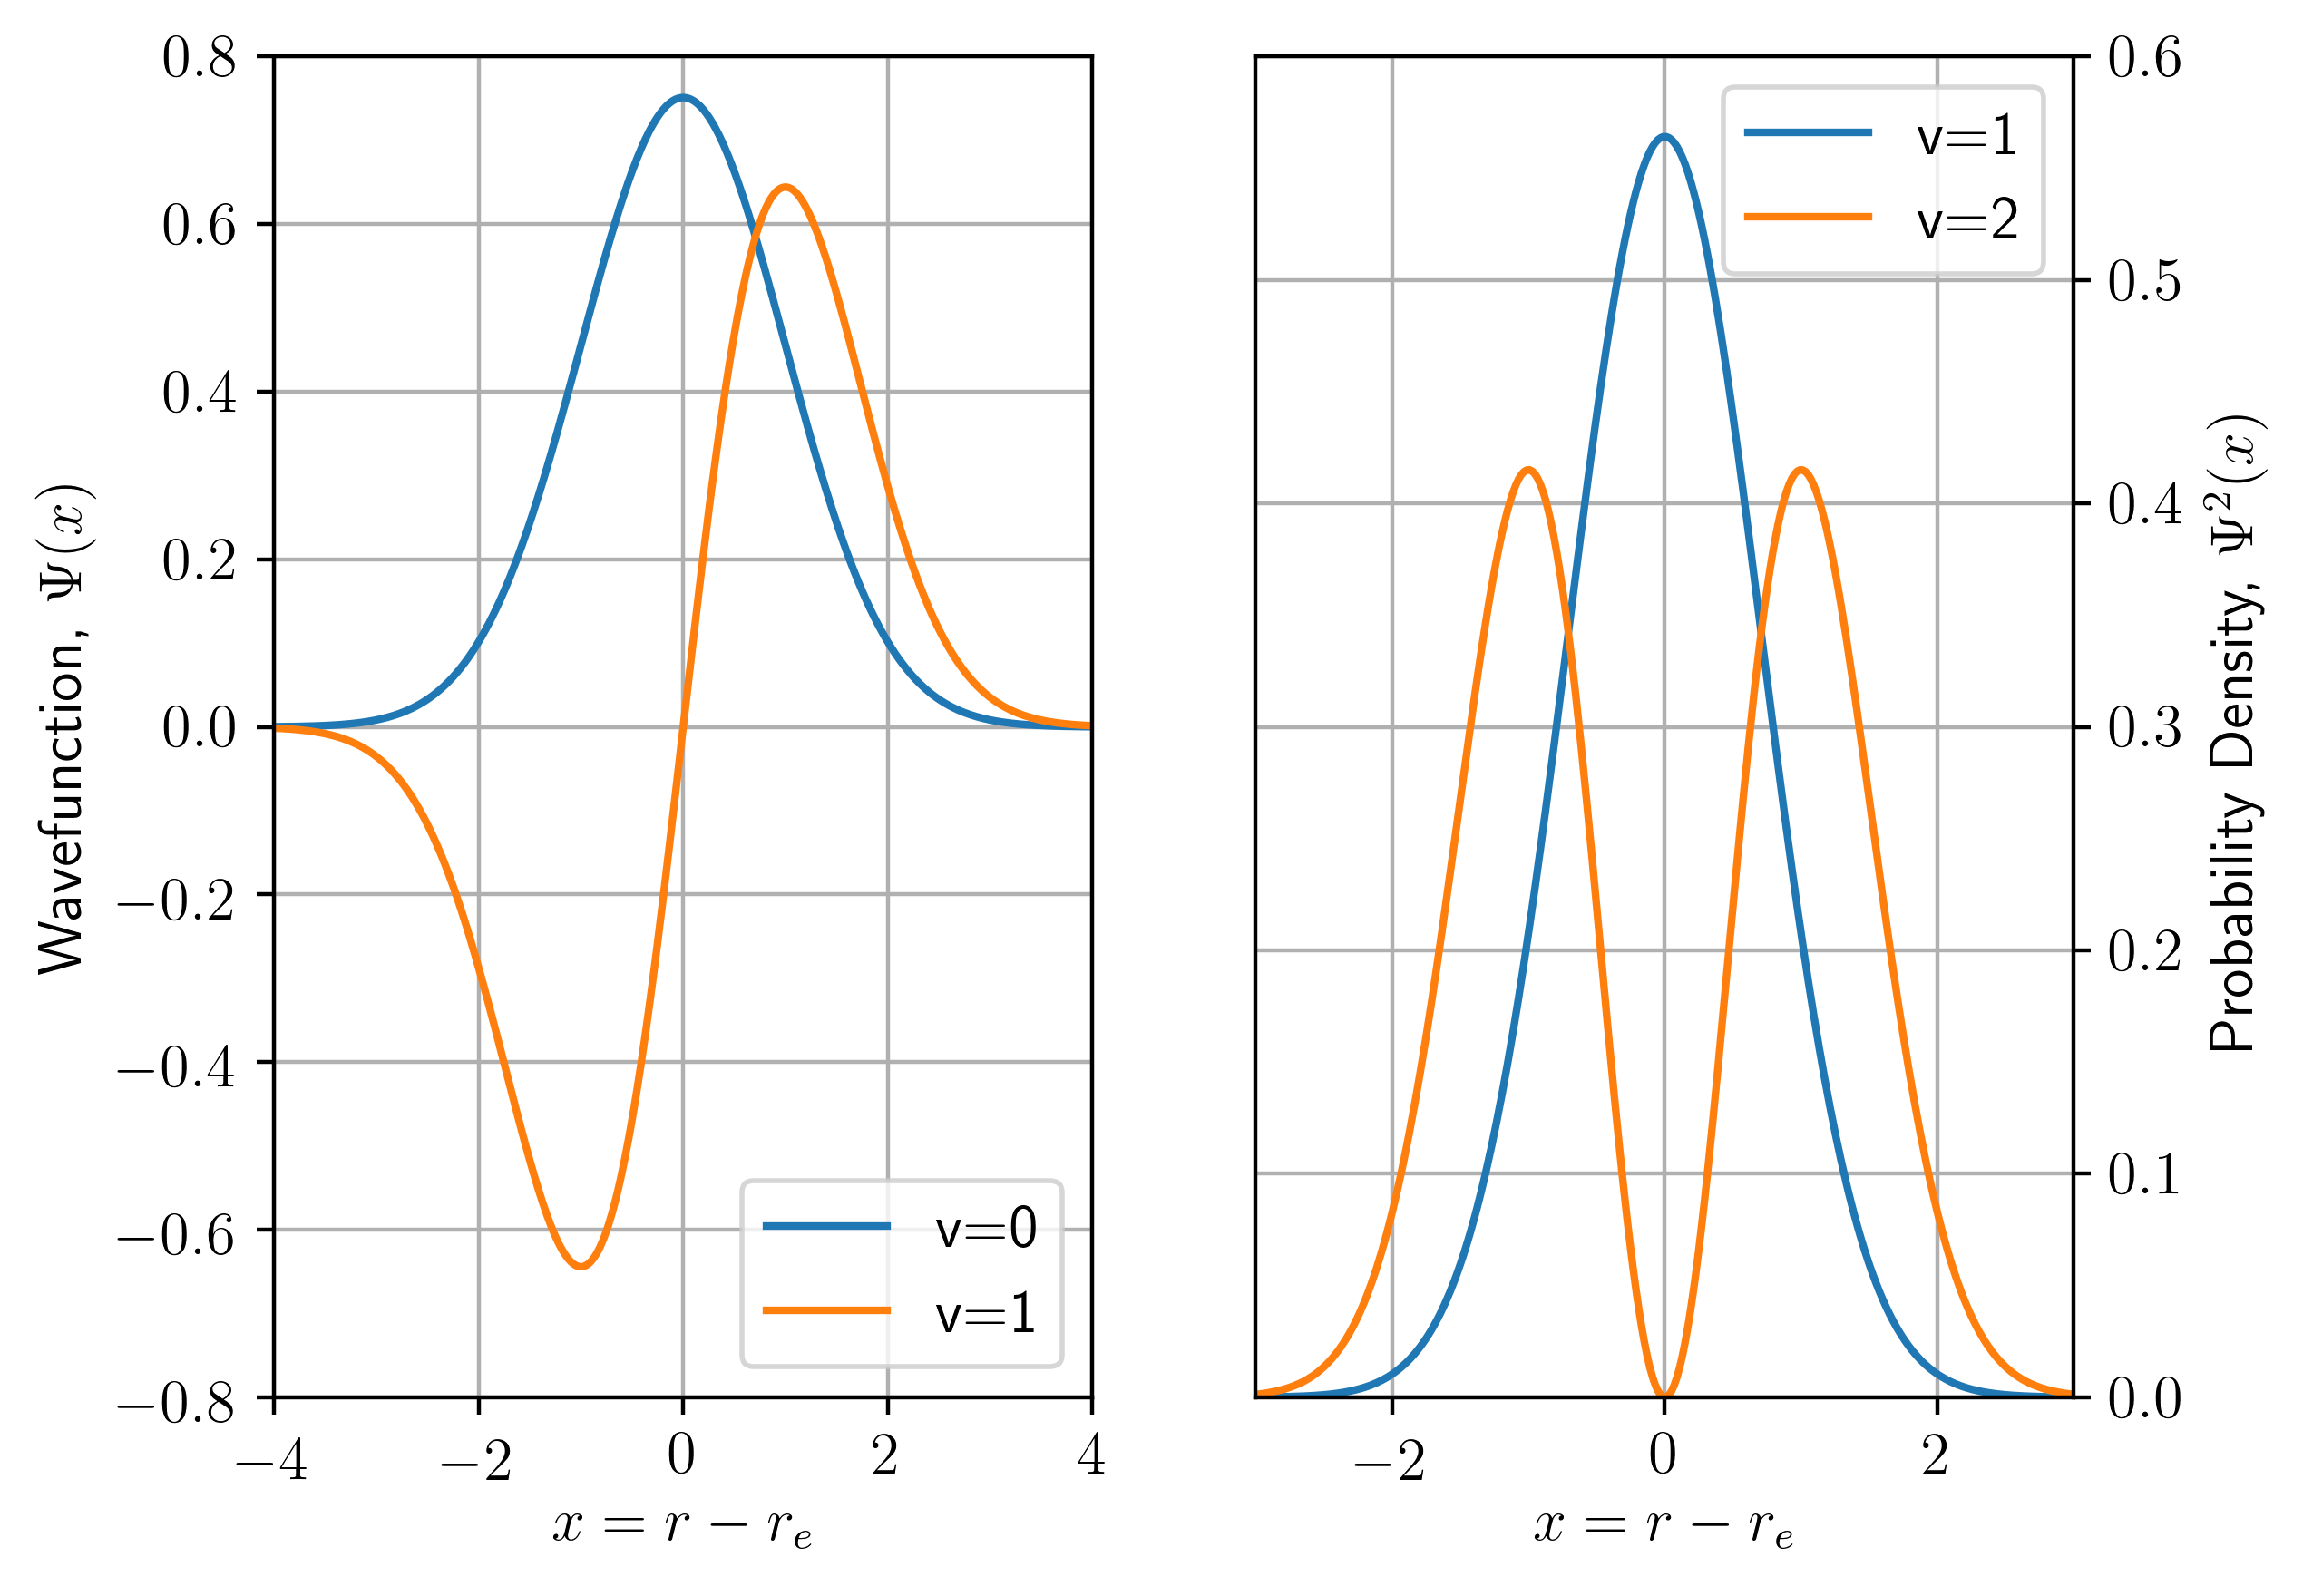 Wavefunction, Ψ(x)
0.8
0.6
0.4
0.2
0.0
−0.2
−0.4
−0.6
−0.8
−4 −2 0 2 4
x = r − rₑ
v=0
v=1
v=1
v=2
−2 0 2
x = r − rₑ
0.6
0.5
0.4
0.3
0.2
0.1
0.0
Probability Density, Ψ²(x)